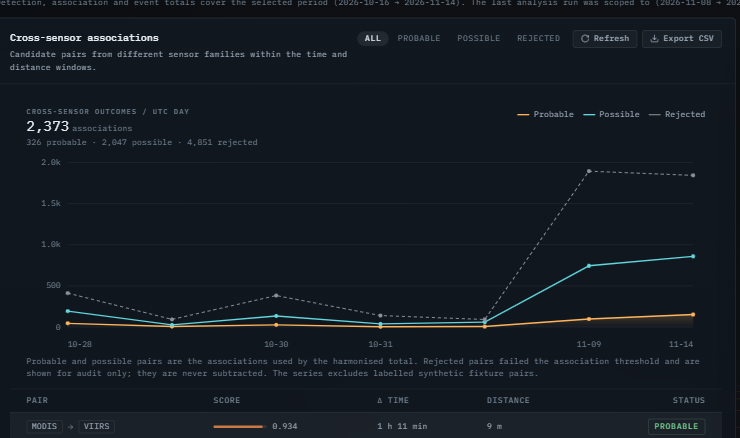 etection, association and event totals cover the selected period (2026-10-16 → 2026-11-14). The last analysis run was scoped to (2026-11-08 → 202
Cross-sensor associations
Candidate pairs from different sensor families within the time and
distance windows.
ALL PROBABLE POSSIBLE REJECTED Refresh Export CSV
CROSS-SENSOR OUTCOMES / UTC DAY
2,373 associations
326 probable · 2,047 possible · 4,851 rejected
Probable Possible Rejected
2.0k
1.5k
1.0k
500
0
10-28 10-30 10-31 11-09 11-14
Probable and possible pairs are the associations used by the harmonised total. Rejected pairs failed the association threshold and are
shown for audit only; they are never subtracted. The series excludes labelled synthetic fixture pairs.
PAIR SCORE Δ TIME DISTANCE STATUS
MODIS → VIIRS 0.934 1 h 11 min 9 m PROBABLE